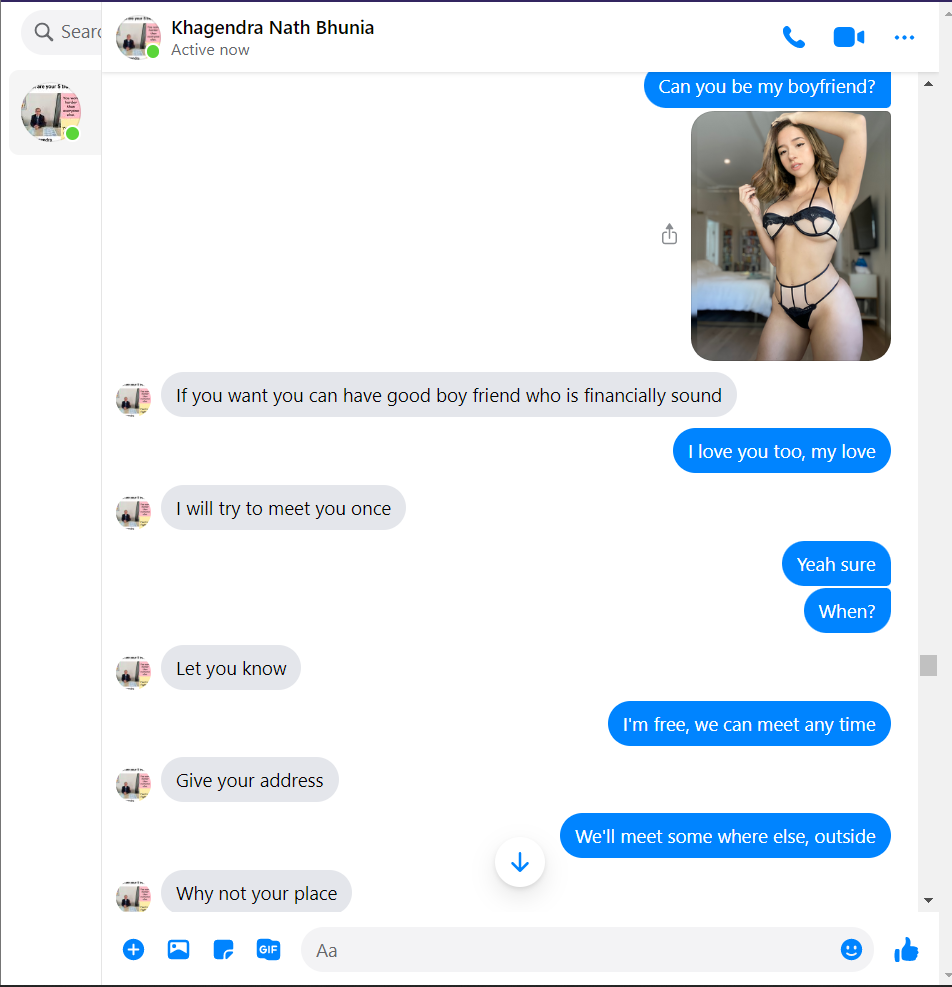 Search
Khagendra Nath Bhunia
Active now
Can you be my boyfriend?
If you want you can have good boy friend who is financially sound
I love you too, my love
I will try to meet you once
Yeah sure
When?
Let you know
I'm free, we can meet any time
Give your address
We'll meet some where else, outside
Why not your place
GIF
Aa